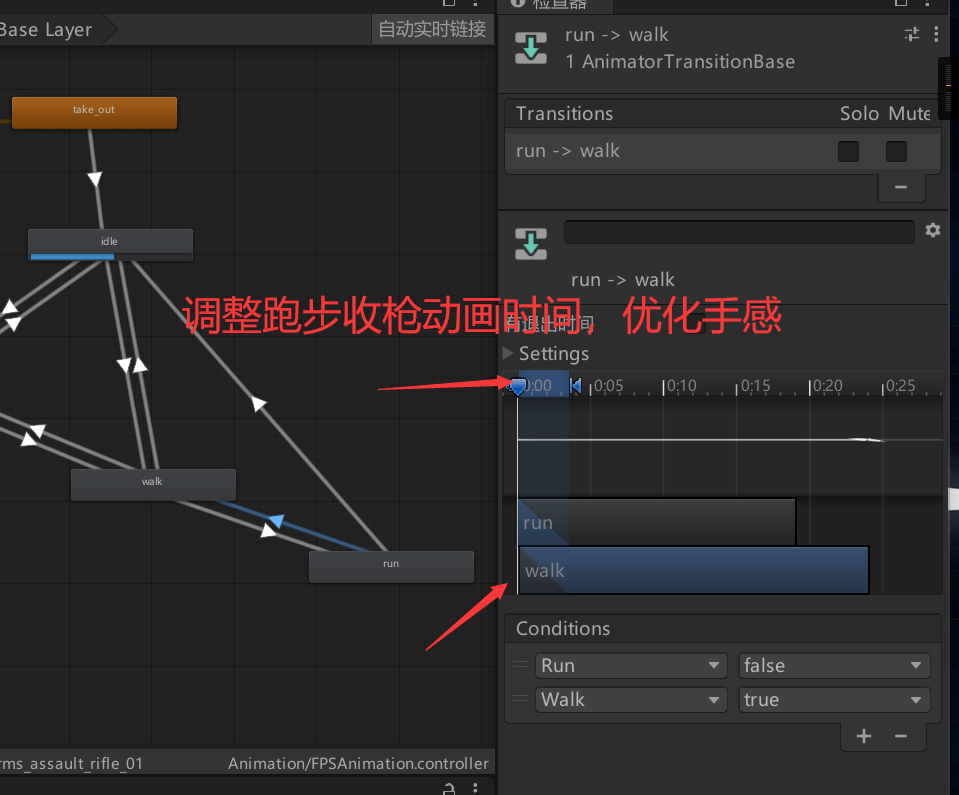 检查器
Base Layer
自动实时链接
run -> walk
1 AnimatorTransitionBase
take_out
Transitions
Solo Mute
run -> walk
idle
run -> walk
调整跑步收枪动画时间，优化手感
有退出时间
Settings
0:00 0:05 0:10 0:15 0:20 0:25
walk
run
run
walk
Conditions
Run false
Walk true
rms_assault_rifle_01
Animation/FPSAnimation.controller